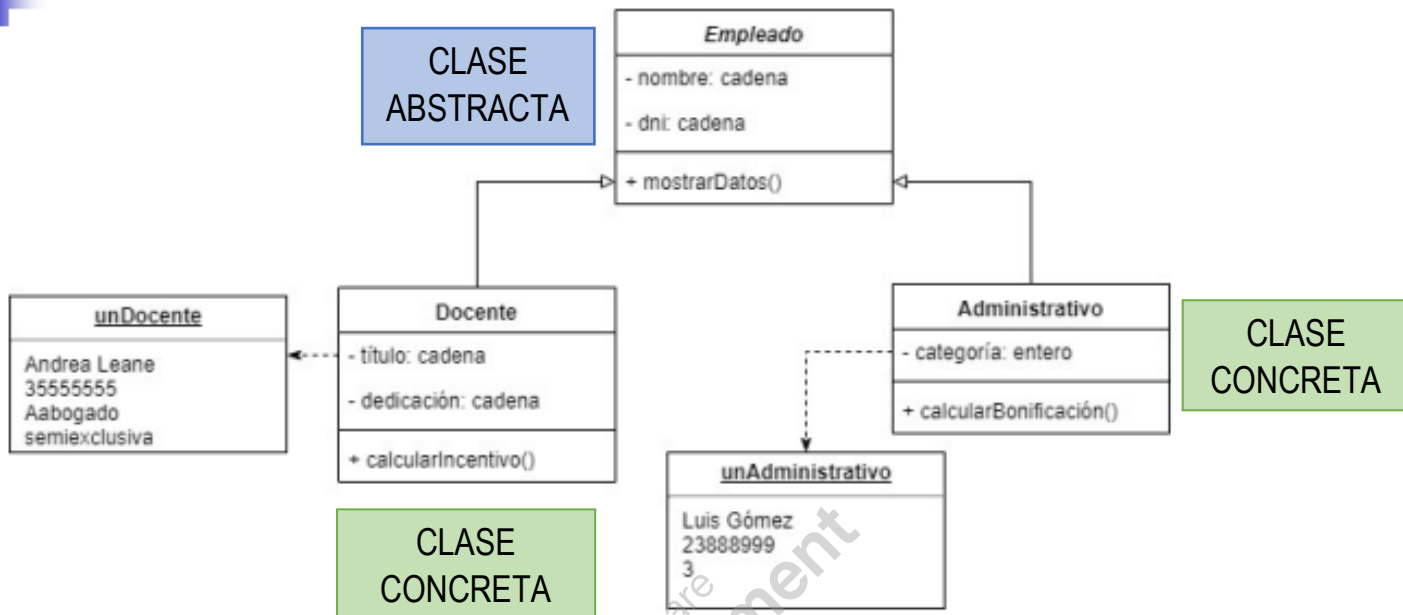 CLASE
ABSTRACTA
Empleado
- nombre: cadena
- dni: cadena
+ mostrarDatos()
unDocente
Andrea Leane
35555555
Aabogado
semiexclusiva
Docente
- título: cadena
- dedicación: cadena
+ calcularIncentivo()
CLASE
CONCRETA
Administrativo
- categoría: entero
+ calcularBonificación()
CLASE
CONCRETA
unAdministrativo
Luis Gómez
23888999
3